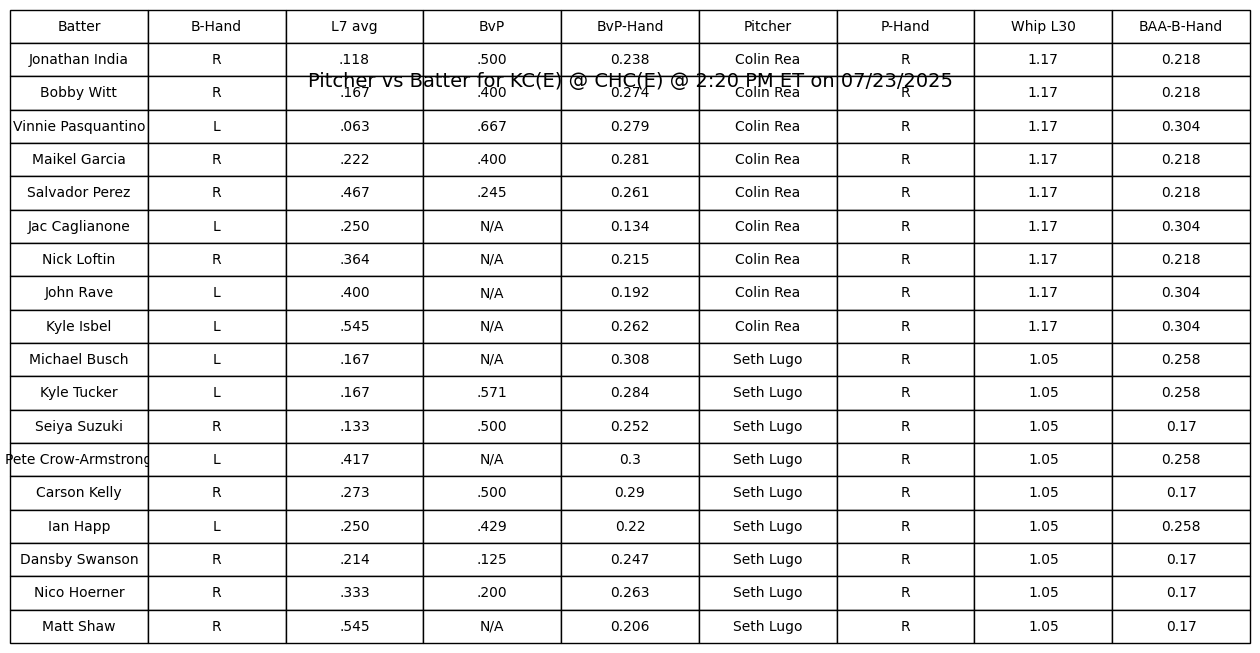 Batter B-Hand L7 avg BvP BvP-Hand Pitcher P-Hand Whip L30 BAA-B-Hand
Jonathan India R .118 .500 0.238 Colin Rea R 1.17 0.218
Pitcher vs Batter for KC(E) @ CHC(E) @ 2:20 PM ET on 07/23/2025
Bobby Witt R .167 .400 0.274 Colin Rea R 1.17 0.218
Vinnie Pasquantino L .063 .667 0.279 Colin Rea R 1.17 0.304
Maikel Garcia R .222 .400 0.281 Colin Rea R 1.17 0.218
Salvador Perez R .467 .245 0.261 Colin Rea R 1.17 0.218
Jac Caglianone L .250 N/A 0.134 Colin Rea R 1.17 0.304
Nick Loftin R .364 N/A 0.215 Colin Rea R 1.17 0.218
John Rave L .400 N/A 0.192 Colin Rea R 1.17 0.304
Kyle Isbel L .545 N/A 0.262 Colin Rea R 1.17 0.304
Michael Busch L .167 N/A 0.308 Seth Lugo R 1.05 0.258
Kyle Tucker L .167 .571 0.284 Seth Lugo R 1.05 0.258
Seiya Suzuki R .133 .500 0.252 Seth Lugo R 1.05 0.17
Pete Crow-Armstrong L .417 N/A 0.3 Seth Lugo R 1.05 0.258
Carson Kelly R .273 .500 0.29 Seth Lugo R 1.05 0.17
Ian Happ L .250 .429 0.22 Seth Lugo R 1.05 0.258
Dansby Swanson R .214 .125 0.247 Seth Lugo R 1.05 0.17
Nico Hoerner R .333 .200 0.263 Seth Lugo R 1.05 0.17
Matt Shaw R .545 N/A 0.206 Seth Lugo R 1.05 0.17